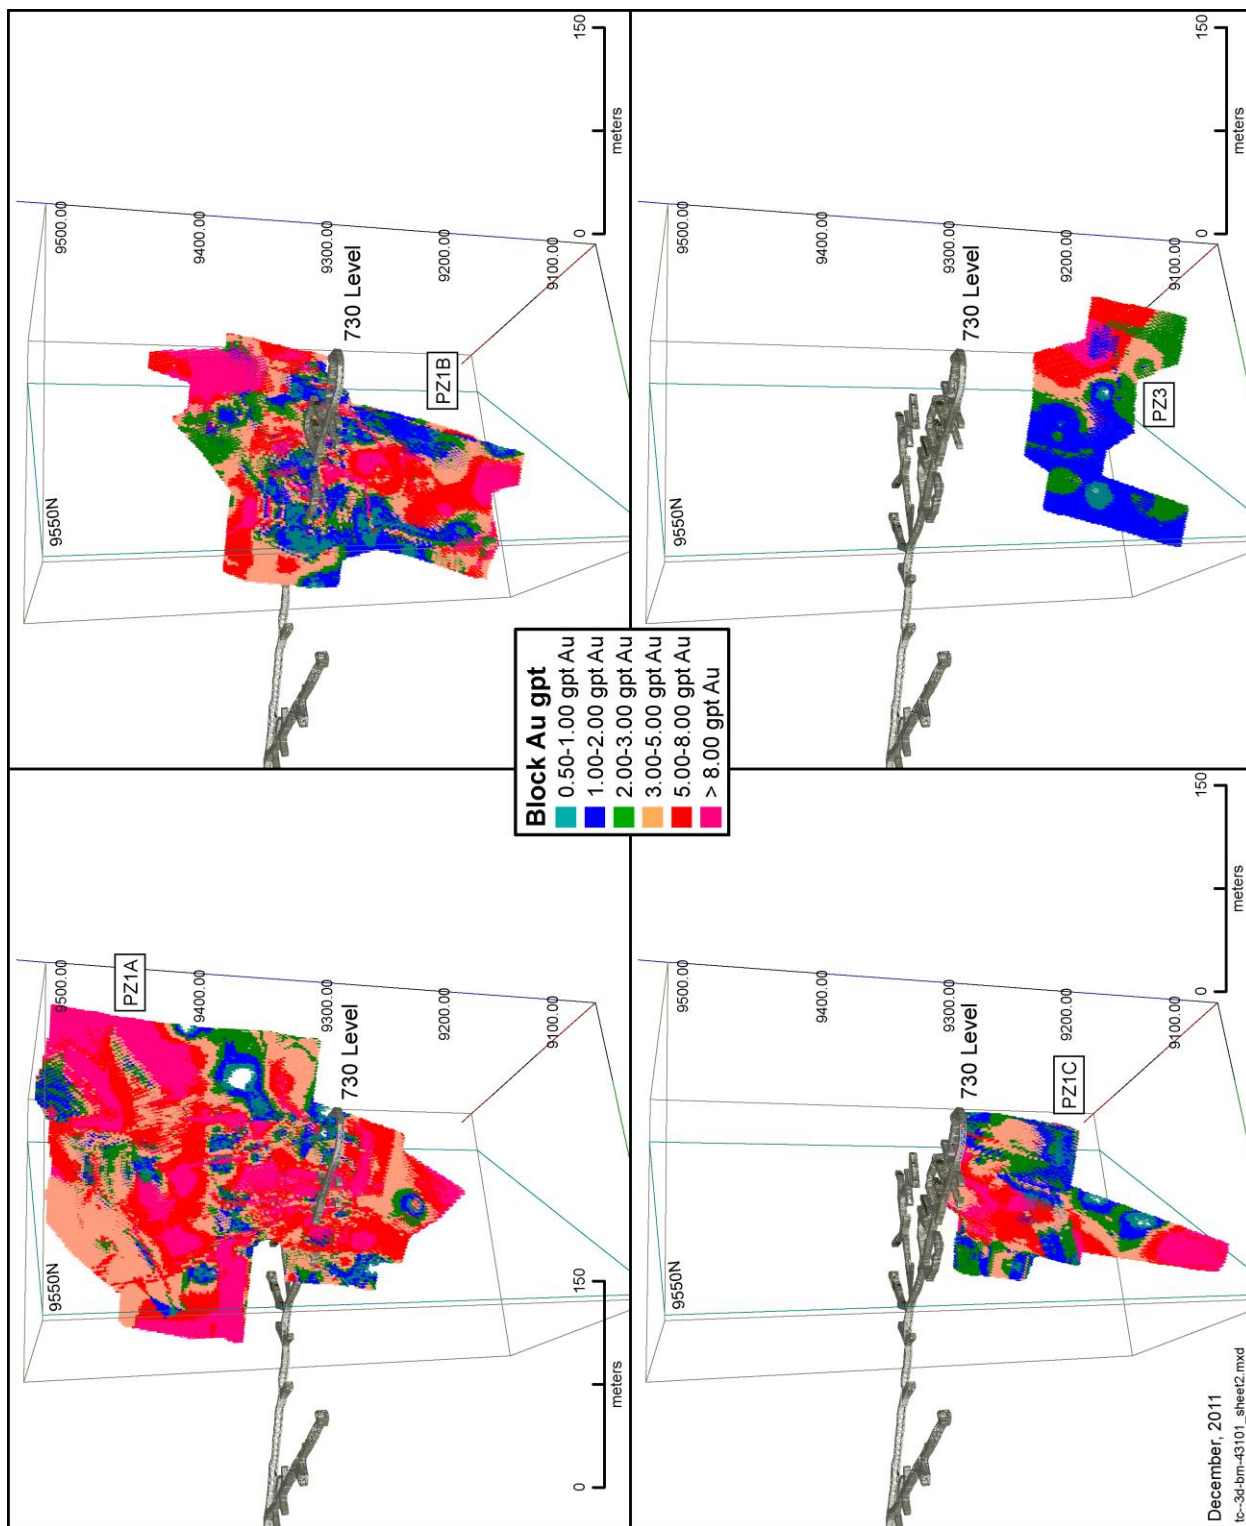 9550N
9500.00
PZ1A
9400.00
9300.00
730 Level
9200.00
9100.00
0 150
meters
9550N
9500.00
9400.00
9300.00
730 Level
PZ1B
9200.00
9100.00
0 150
meters
Block Au gpt
0.50-1.00 gpt Au
1.00-2.00 gpt Au
2.00-3.00 gpt Au
3.00-5.00 gpt Au
5.00-8.00 gpt Au
> 8.00 gpt Au
9550N
9500.00
9400.00
9300.00
730 Level
9200.00
PZ1C
9100.00
0 150
meters
9550N
9500.00
9400.00
9300.00
730 Level
9200.00
PZ3
9100.00
0 150
meters
December, 2011
tc--3d-bm-43101_sheet2.mxd